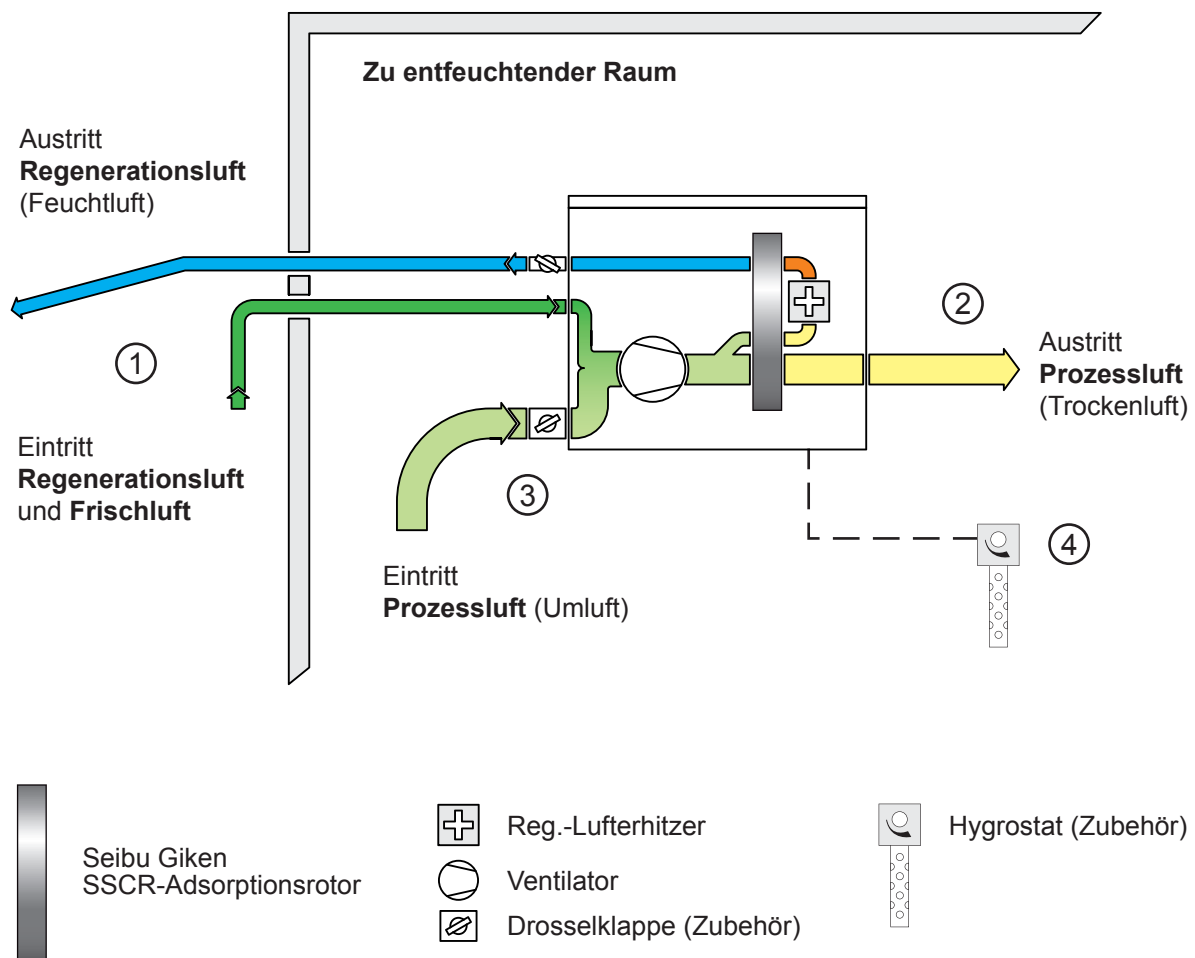 Zu entfeuchtender Raum
Austritt
Regenerationsluft
(Feuchtluft)
1
Eintritt
Regenerationsluft
und Frischluft
2
Austritt
Prozessluft
(Trockenluft)
3
Eintritt
Prozessluft (Umluft)
4
Seibu Giken
SSCR-Adsorptionsrotor
Reg.-Lufterhitzer
Ventilator
Drosselklappe (Zubehör)
Hygrostat (Zubehör)